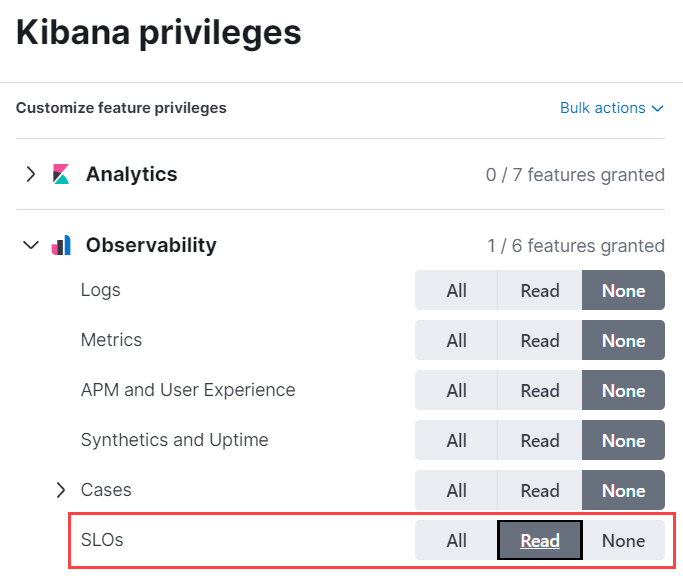 Kibana privileges
Customize feature privileges Bulk actions
Analytics 0 / 7 features granted
Observability 1 / 6 features granted
Logs All Read None
Metrics All Read None
APM and User Experience All Read None
Synthetics and Uptime All Read None
Cases All Read None
SLOs All Read None